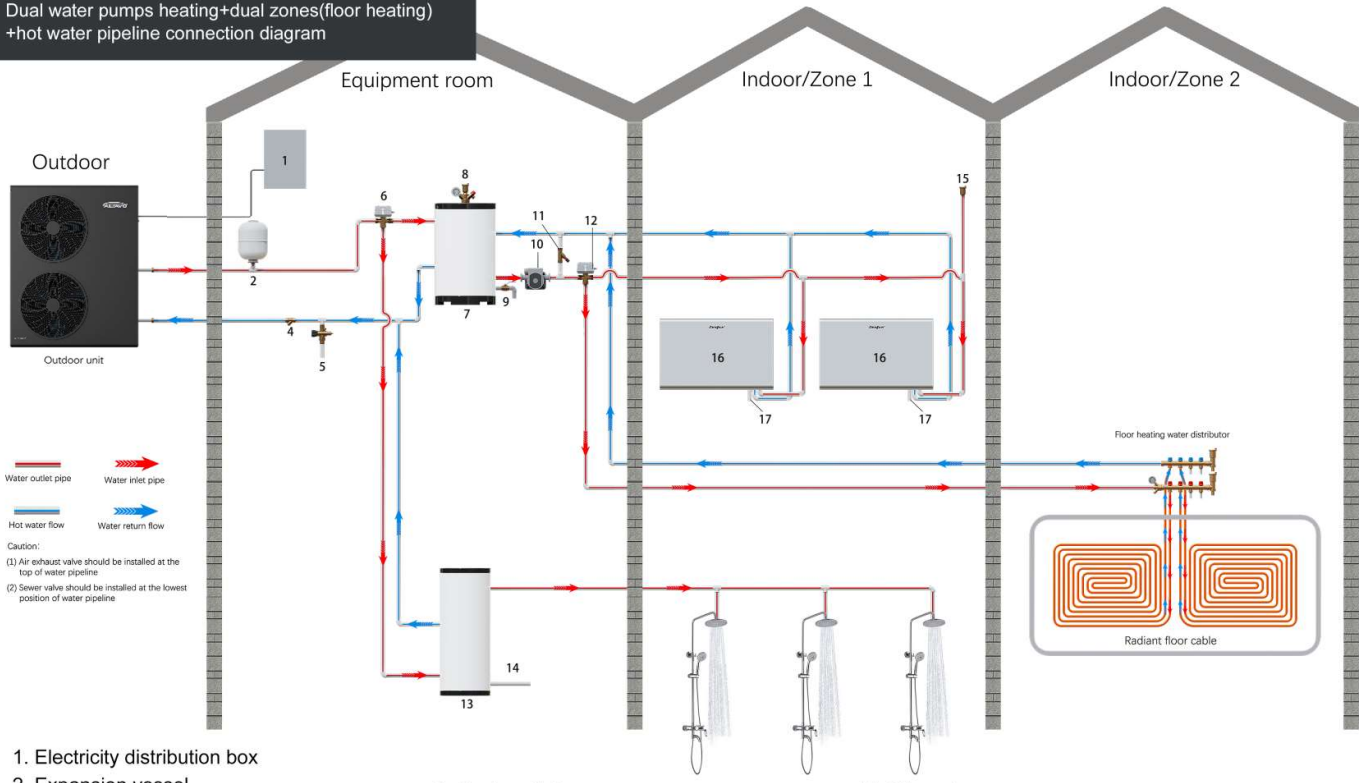 Dual water pumps heating+dual zones(floor heating)
+hot water pipeline connection diagram
Equipment room
Indoor/Zone 1
Indoor/Zone 2
Outdoor
1
6
8
11
12
15
10
2
9
7
4
5
Outdoor unit
16
16
17
17
Floor heating water distributor
Water outlet pipe
Water inlet pipe
Hot water flow
Water return flow
Caution:
(1) Air exhaust valve should be installed at the
top of water pipeline
(2) Sewer valve should be installed at the lowest
position of water pipeline
14
13
Radiant floor cable
1. Electricity distribution box
2. Expansion vessel